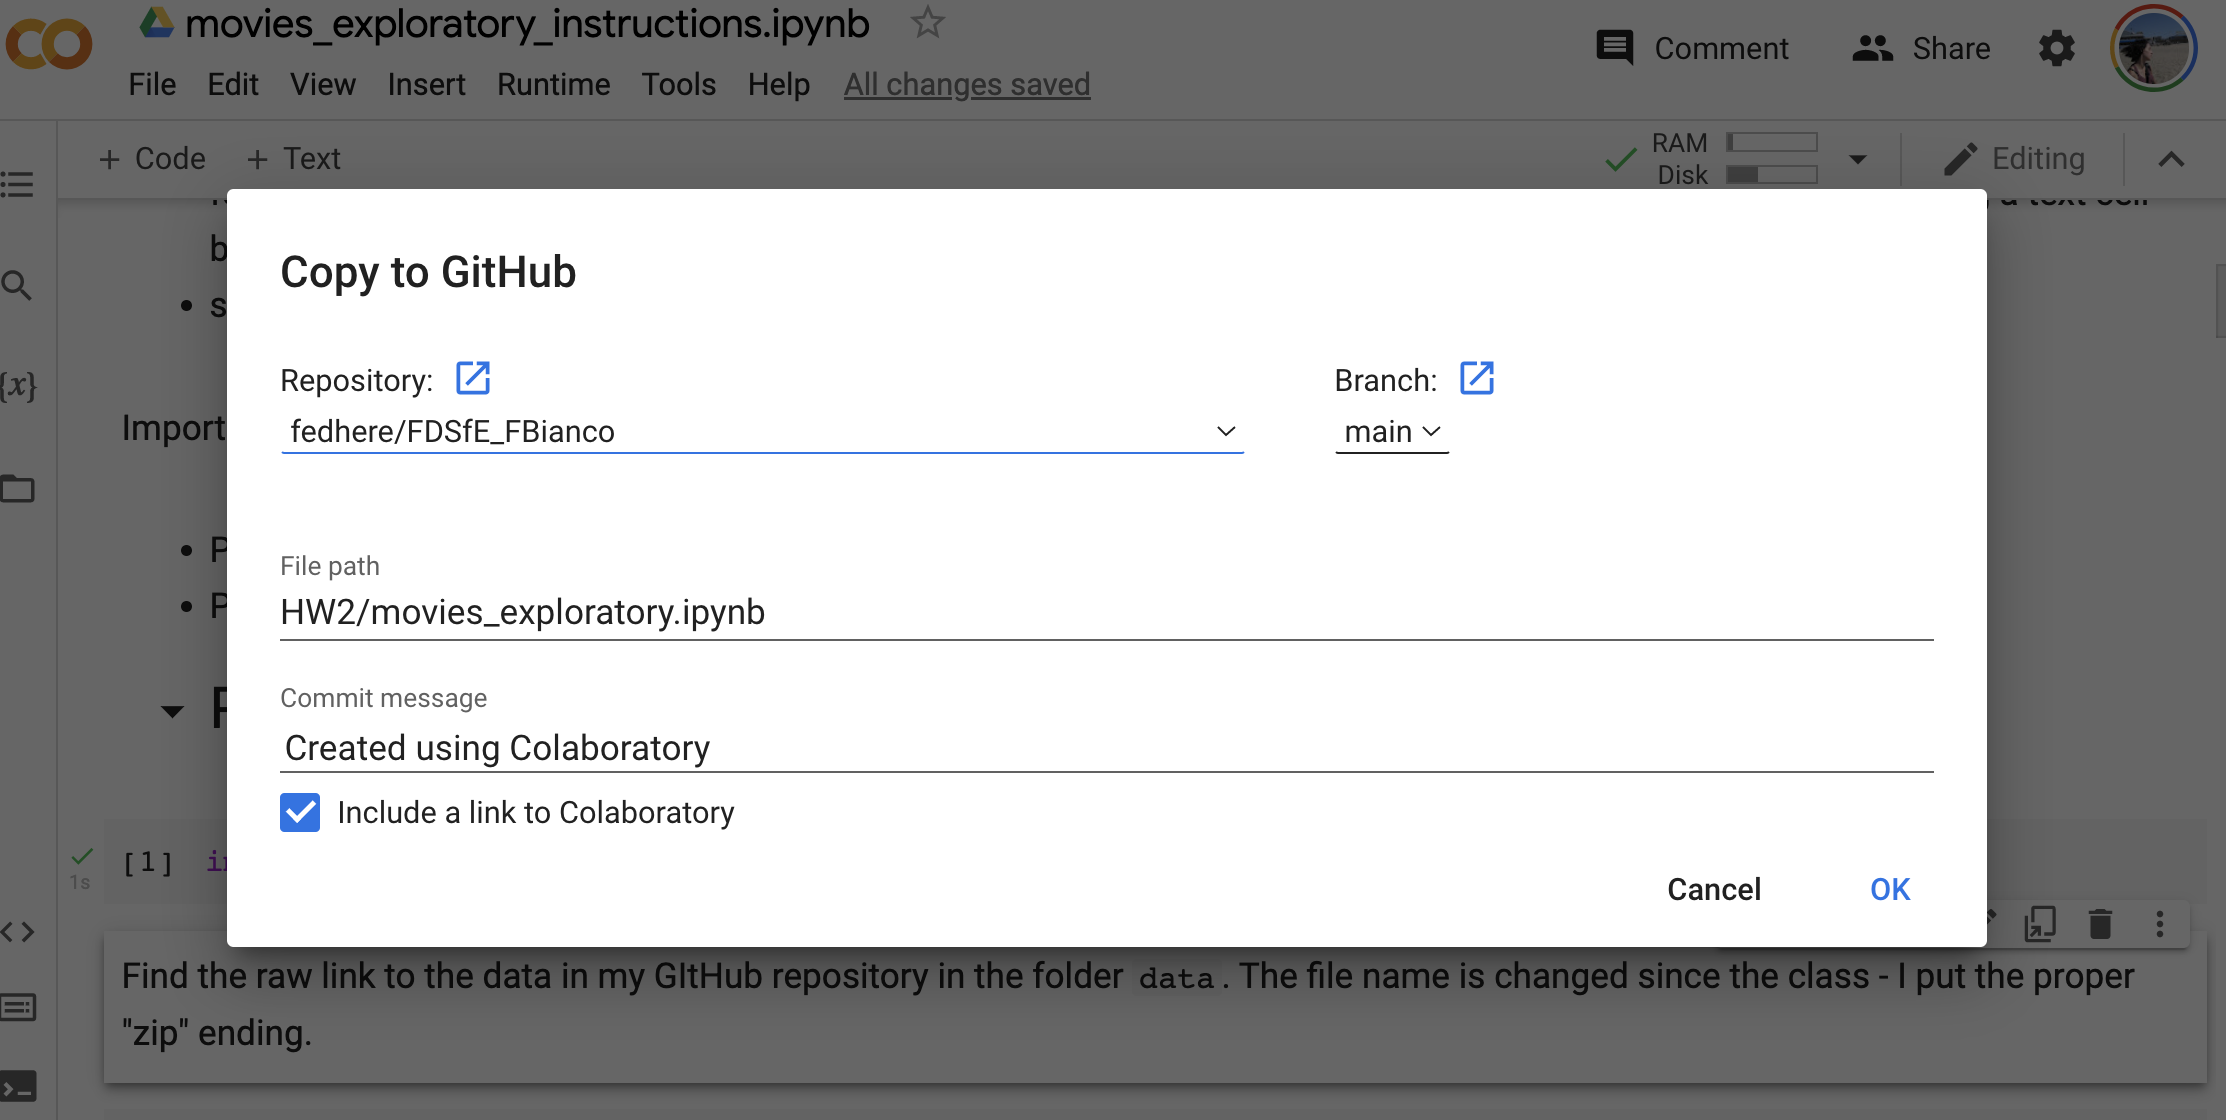 movies_exploratory_instructions.ipynb
Comment
Share
File Edit View Insert Runtime Tools Help All changes saved
+ Code + Text
RAM
Disk
Editing
a text cell
b
s
Copy to GitHub
Repository:
Branch:
fedhere/FDSfE_FBianco
main
{x}
Import
File path
HW2/movies_exploratory.ipynb
Commit message
Created using Colaboratory
Include a link to Colaboratory
[1]
1s
Cancel
OK
Find the raw link to the data in my GItHub repository in the folder data. The file name is changed since the class - I put the proper
"zip" ending.